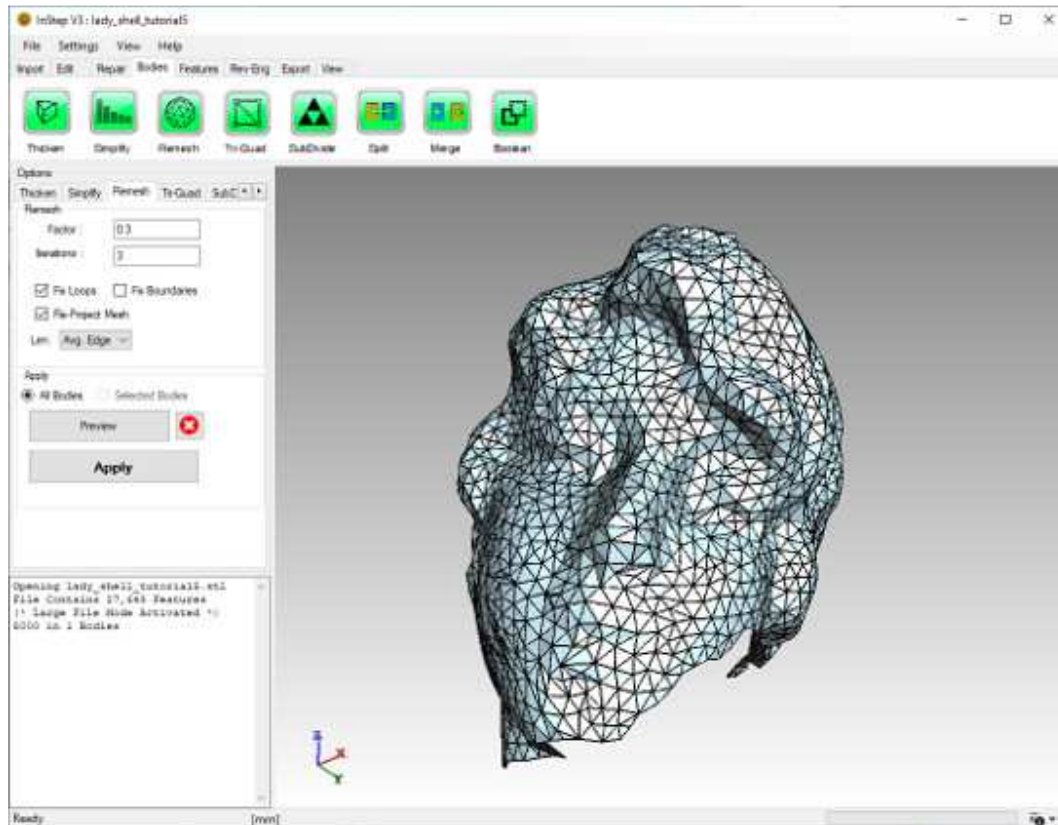 InStep V3 : lady_shell_tutorial5
File Settings View Help
Import Edit Repair Bodies Features Rev-Eng Export View
Thicken Simplify Remesh Tri-Quad SubDivide Split Merge Boolean
Options
Thicken Simplify Remesh Tri-Quad SubD
Remesh
Factor : 0.3
Iterations : 3
Fix Loops Fix Boundaries
Re-Project Mesh
Len: Avg. Edge
Apply
All Bodies Selected Bodies
Preview
Apply
Opening lady_shell_tutorial5.stl
File Contains Features
!* Large File Mode Activated *!
in 1 Bodies
Z
X
Y
Ready [mm]